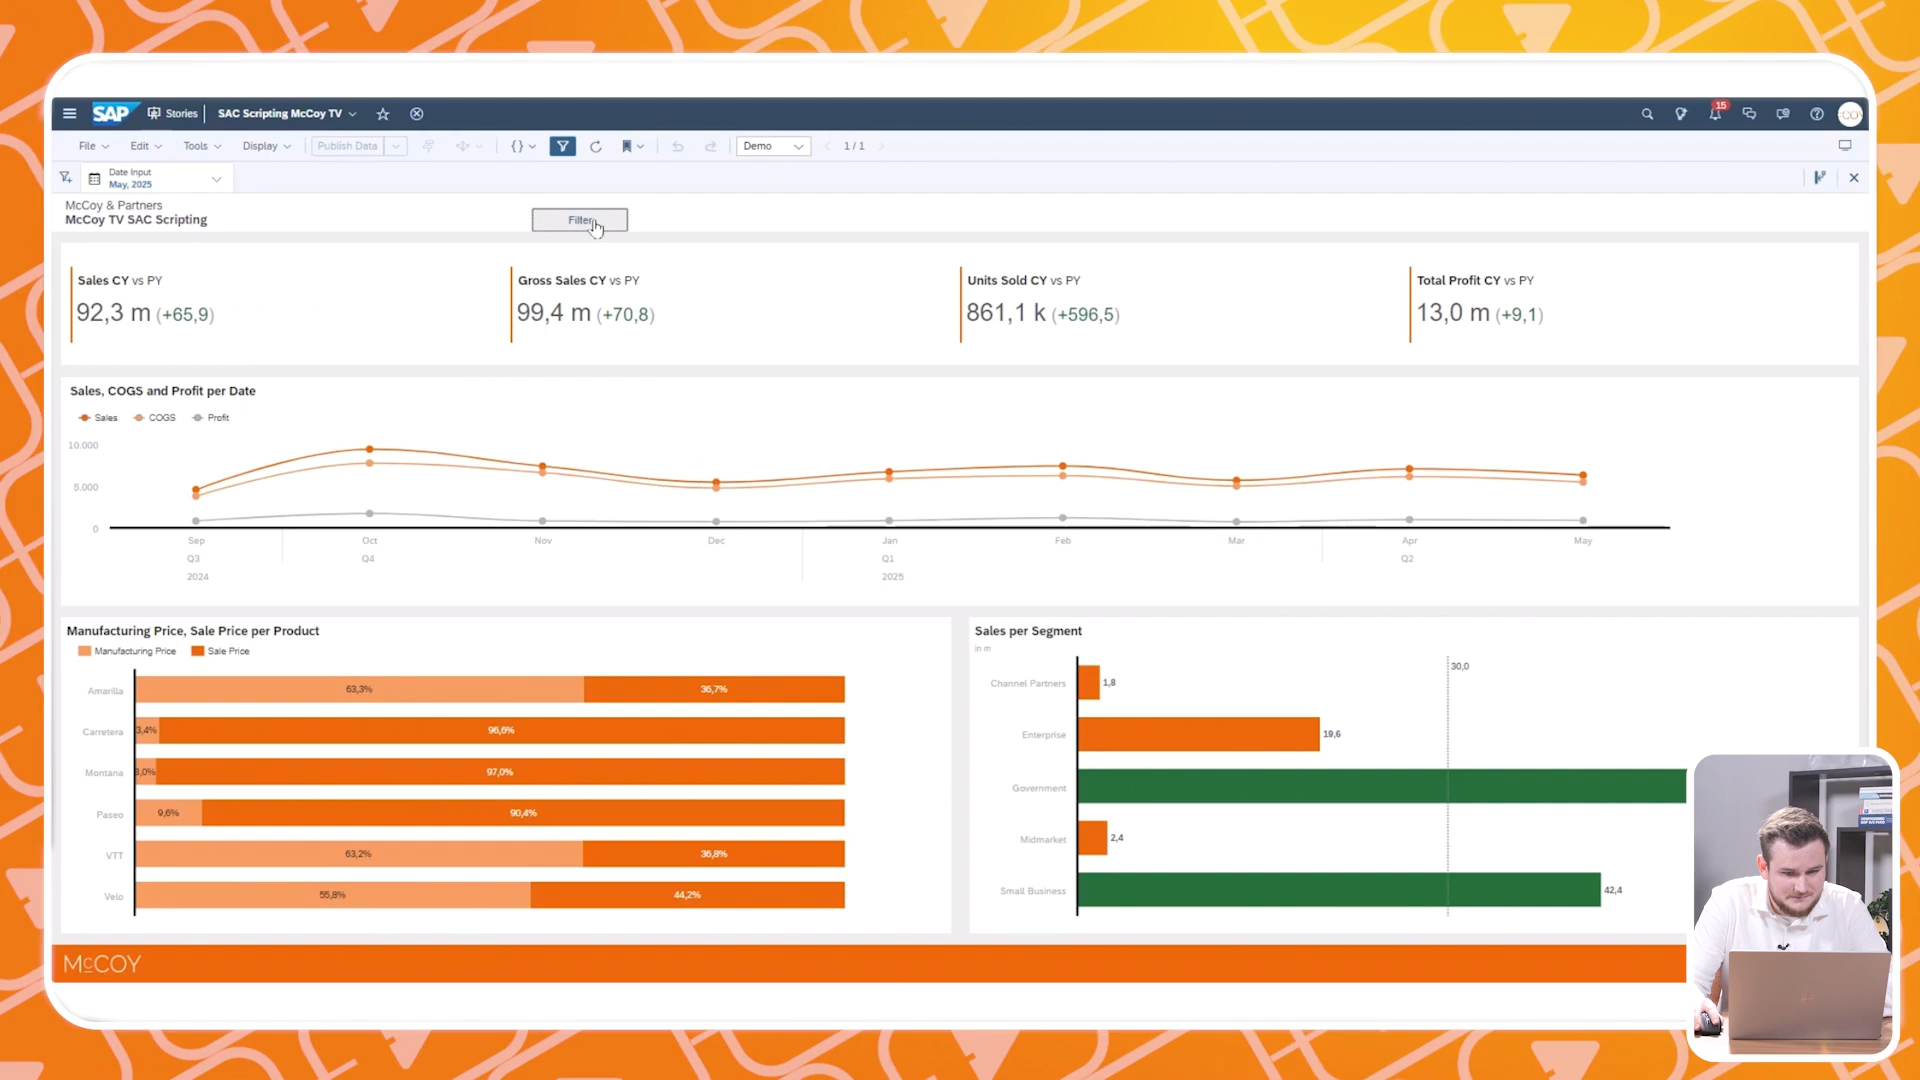 SAP Stories SAC Scripting McCoy TV 15
File Edit Tools Display Publish Data {} Demo 1 / 1
Date Input
May, 2025
McCoy & Partners
McCoy TV SAC Scripting
Filter
Sales CY vs PY
92,3 m (+65,9)
Gross Sales CY vs PY
99,4 m (+70,8)
Units Sold CY vs PY
861,1 k (+596,5)
Total Profit CY vs PY
13,0 m (+9,1)
Sales, COGS and Profit per Date
Sales COGS Profit
10.000
5.000
0
Sep Oct Nov Dec Jan Feb Mar Apr May
Q3 Q4 Q1 Q2
2024 2025
Manufacturing Price, Sale Price per Product
Manufacturing Price Sale Price
Amarilla 63,3% 36,7%
Carretera 3,4% 96,6%
Montana 3,0% 97,0%
Paseo 9,6% 90,4%
VTT 63,2% 36,8%
Velo 55,8% 44,2%
Sales per Segment
in m
30,0
Channel Partners 1,8
Enterprise 19,6
Government
Midmarket 2,4
Small Business 42,4
McCOY